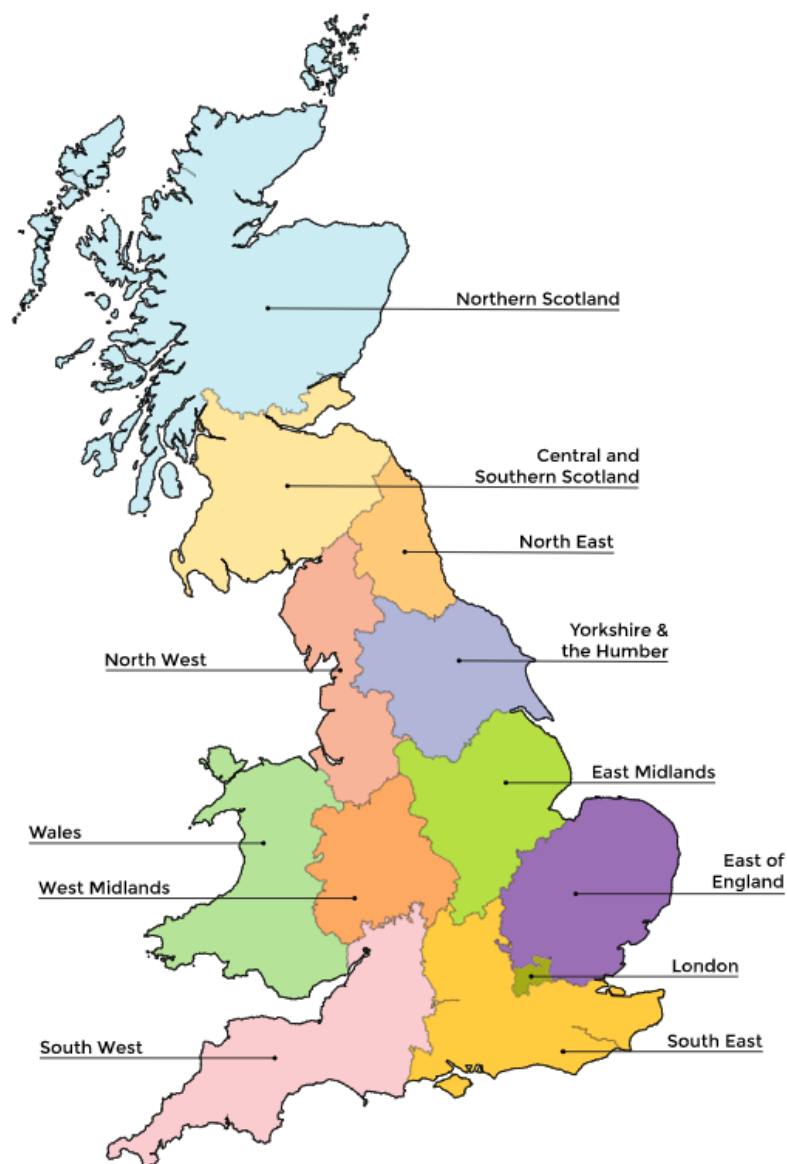 Northern Scotland
Central and
Southern Scotland
North East
Yorkshire &
the Humber
North West
East Midlands
Wales
East of
England
West Midlands
London
South East
South West